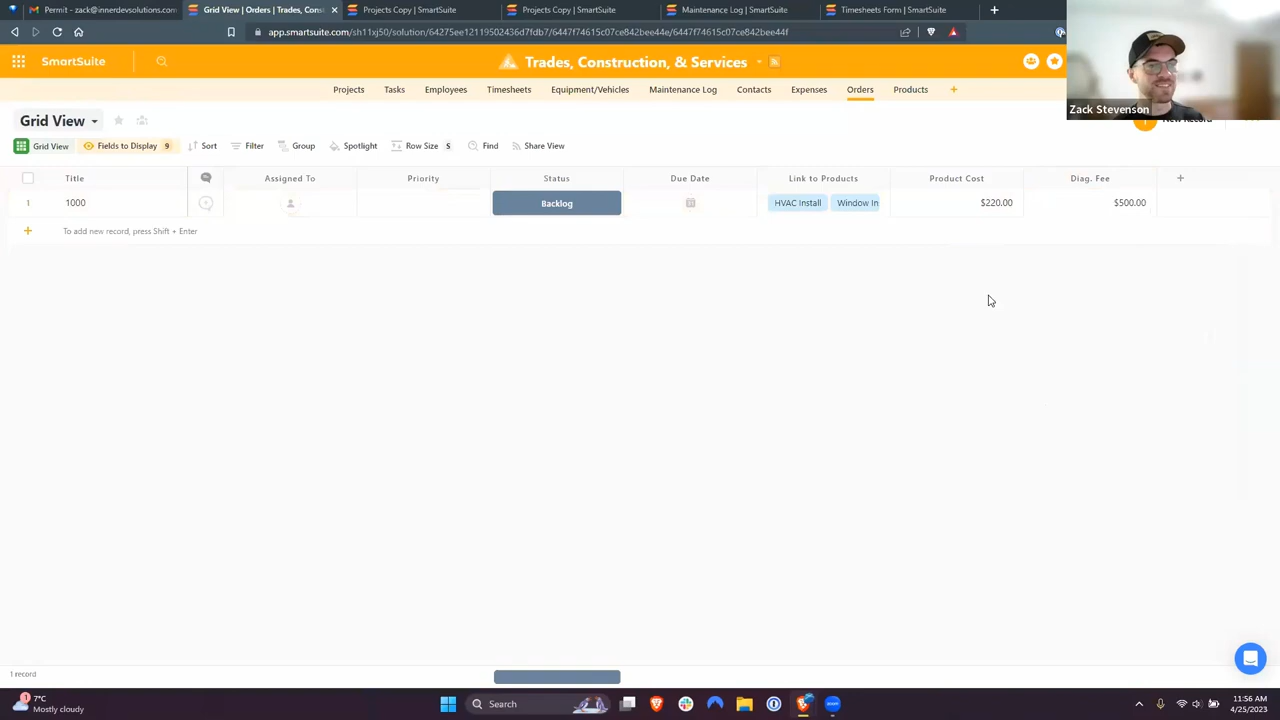 Permit - zack@innerdevsolutions.com
Grid View | Orders | Trades, Cons
Projects Copy | SmartSuite
Projects Copy | SmartSuite
Maintenance Log | SmartSuite
Timesheets Form | SmartSuite
app.smartsuite.com/sh11xj50/solution/64275ee12119502436d7fdb7/6447f74615c07ce842bee44e/6447f74615c07ce842bee44f
SmartSuite
Trades, Construction, & Services
Projects
Tasks
Employees
Timesheets
Equipment/Vehicles
Maintenance Log
Contacts
Expenses
Orders
Products
Zack Stevenson
Grid View
New Record
Grid View
Fields to Display 9
Sort
Filter
Group
Spotlight
Row Size S
Find
Share View
Title
Assigned To
Priority
Status
Due Date
Link to Products
Product Cost
Diag. Fee
1
1000
Backlog
HVAC Install
Window In
$220.00
$500.00
To add new record, press Shift + Enter
1 record
1
7°C
Mostly cloudy
Search
zoom
11:56 AM
4/25/2023